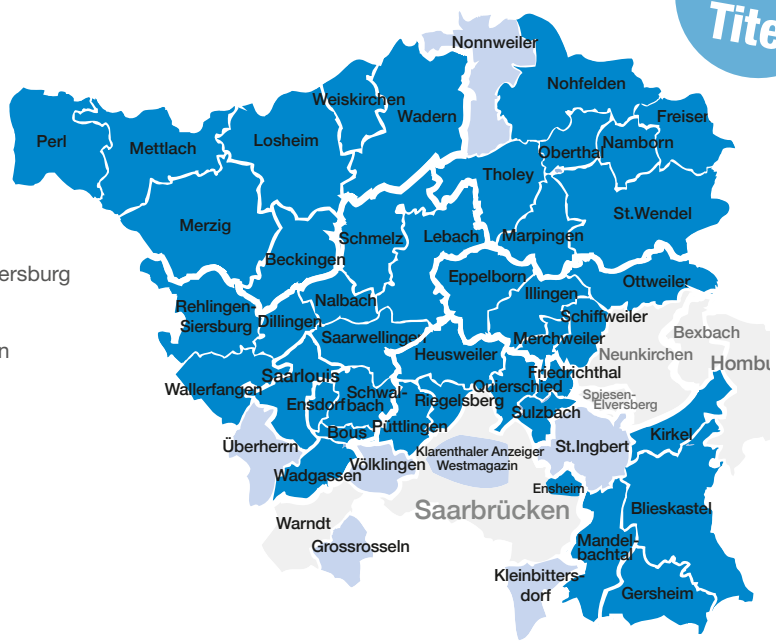 Tite
Nonnweiler
Nohfelden
Weiskirchen
Wadern
Freisen
Perl
Mettlach
Losheim
Oberthal
Namborn
Tholey
St.Wendel
Merzig
Schmelz
Lebach
Marpingen
Beckingen
ersburg
Eppelborn
Illingen
Ottweiler
Rehlingen
Siersburg
Nalbach
Dillingen
Schiffweiler
Saarwellingen
Merchweiler
Bexbach
n
Heusweiler
Neunkirchen
Hombu
Friedrichthal
Wallerfangen
Saarlouis
Quierschied
Ensdorf
Schwal-
bach
Riegelsberg
Spiesen-
Elversberg
Sulzbach
Bous
Püttlingen
Kirkel
Überherrn
Klarenthaler Anzeiger
Westmagazin
St.Ingbert
Völklingen
Wadgassen
Ensheim
Blieskastel
Saarbrücken
Warndt
Grossrosseln
Mandel-
bachtal
Kleinbitters-
dorf
Gersheim